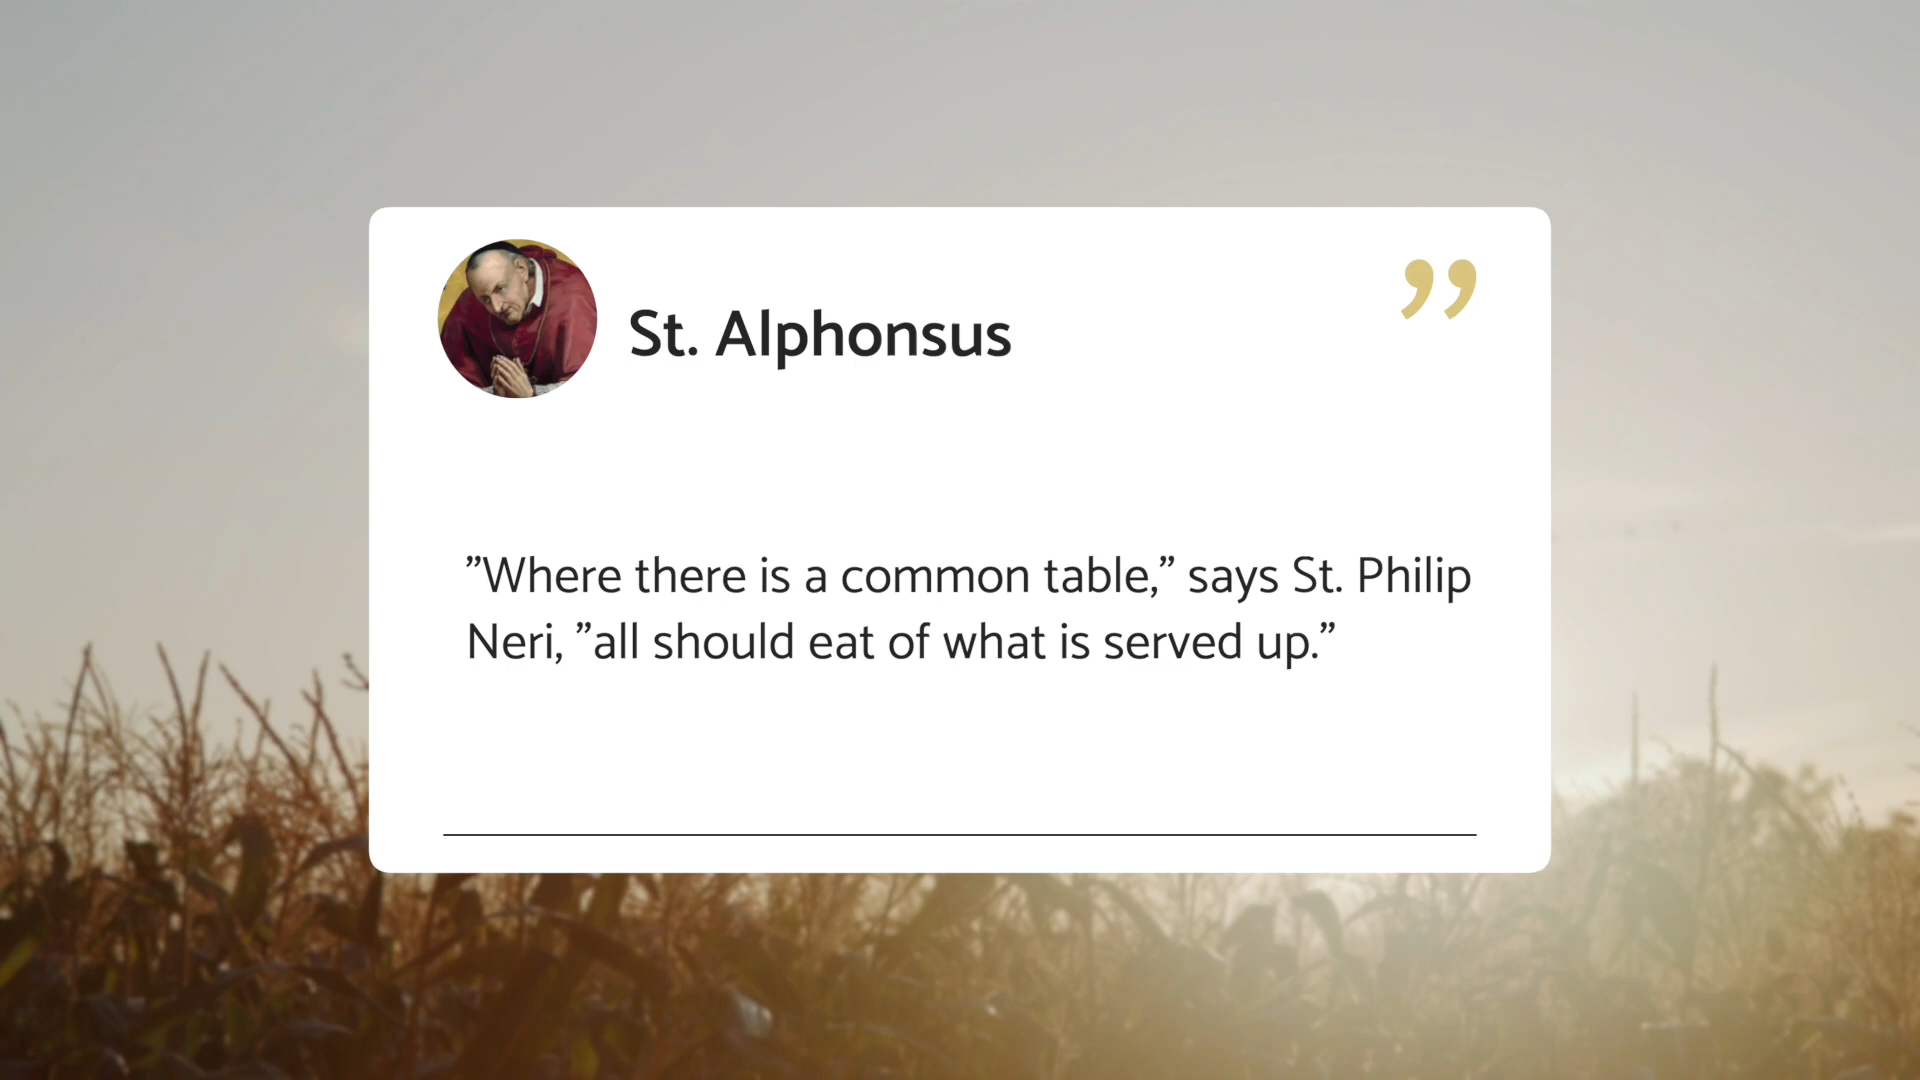 St. Alphonsus
”
”Where there is a common table,” says St. Philip
Neri, ”all should eat of what is served up.”